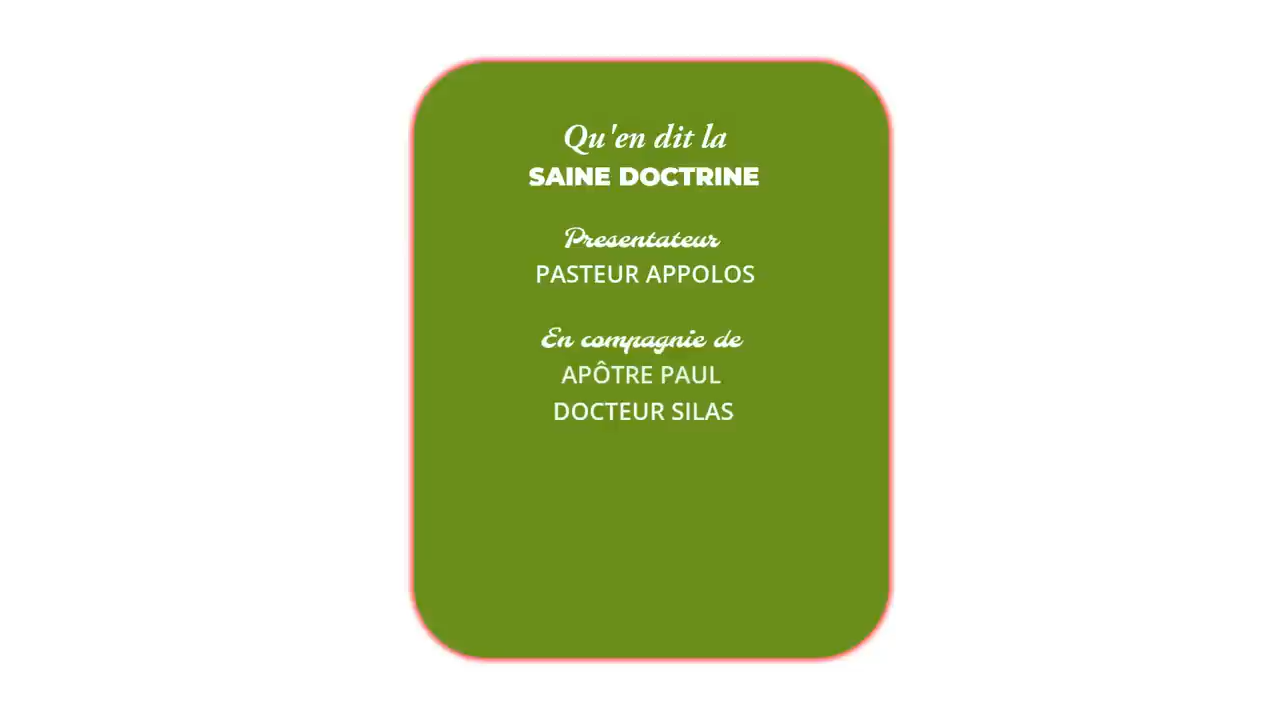 Qu'en dit la
SAINE DOCTRINE
Presentateur
PASTEUR APPOLOS
En compagnie de
APÔTRE PAUL
DOCTEUR SILAS